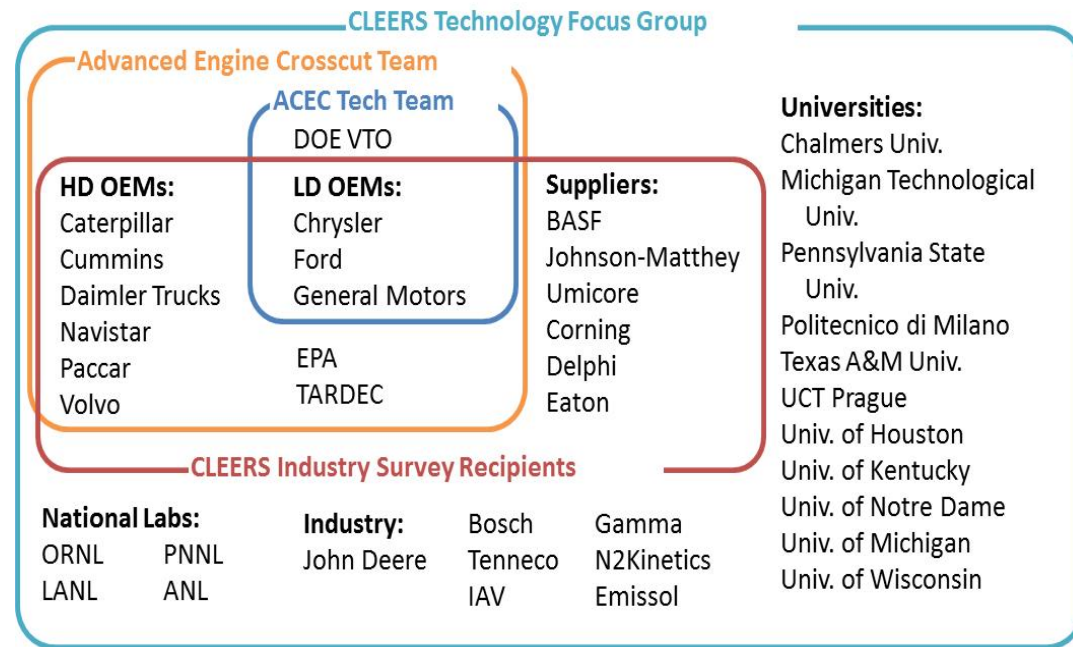 CLEERS Technology Focus Group
Advanced Engine Crosscut Team
ACEC Tech Team
DOE VTO
HD OEMs:
Caterpillar
Cummins
Daimler Trucks
Navistar
Paccar
Volvo
LD OEMs:
Chrysler
Ford
General Motors
EPA
TARDEC
Suppliers:
BASF
Johnson-Matthey
Umicore
Corning
Delphi
Eaton
CLEERS Industry Survey Recipients
Universities:
Chalmers Univ.
Michigan Technological
Univ.
Pennsylvania State
Univ.
Politecnico di Milano
Texas A&M Univ.
UCT Prague
Univ. of Houston
Univ. of Kentucky
Univ. of Notre Dame
Univ. of Michigan
Univ. of Wisconsin
National Labs:
ORNL PNNL
LANL ANL
Industry:
John Deere
Bosch
Tenneco
IAV
Gamma
N2Kinetics
Emissol